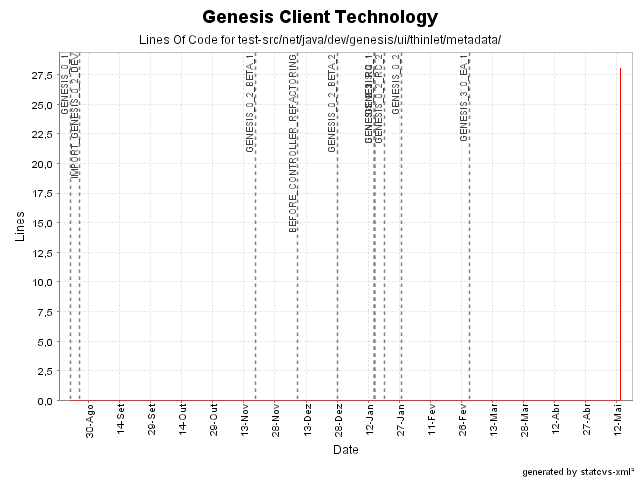 Genesis Client Technology
Lines Of Code for test-src/net/java/dev/genesis/ui/thinlet/metadata/
Lines
27,5
25,0
22,5
20,0
17,5
15,0
12,5
10,0
7,5
5,0
2,5
0,0
GENESIS_0_1
IMPORT_GENESIS_0_2_DEV
GENESIS_0_2_BETA_1
BEFORE_CONTROLLER_REFACTORING
GENESIS_0_2_BETA_2
GENESIS_0_2_RC_2
GENESIS_0_2
GENESIS_3_0_EA_1
30-Ago
14-Set
29-Set
14-Out
29-Out
13-Nov
28-Nov
13-Dez
28-Dez
12-Jan
27-Jan
11-Fev
26-Fev
13-Mar
28-Mar
12-Abr
27-Abr
12-Mai
Date
generated by statcvs-xml²